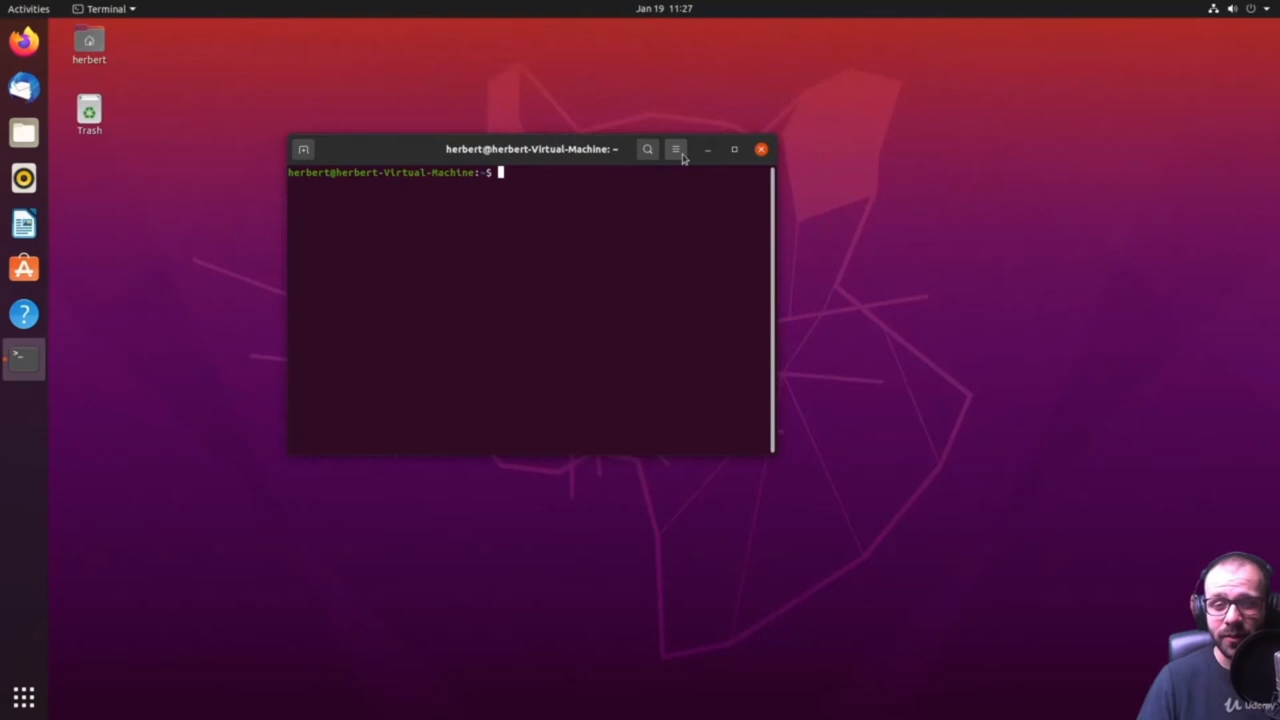 Activities Terminal Jan 19 11:27
herbert
Trash
herbert@herbert-Virtual-Machine: ~
herbert@herbert-Virtual-Machine:~$
Udemy